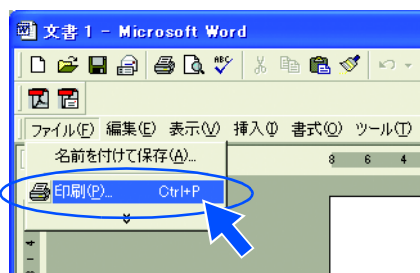 文書 1 - Microsoft Word
ABC
ファイル(F) 編集(E) 表示(V) 挿入(I) 書式(O) ツール(T)
名前を付けて保存(A)...
8 6 4
印刷(P)... Ctrl+P